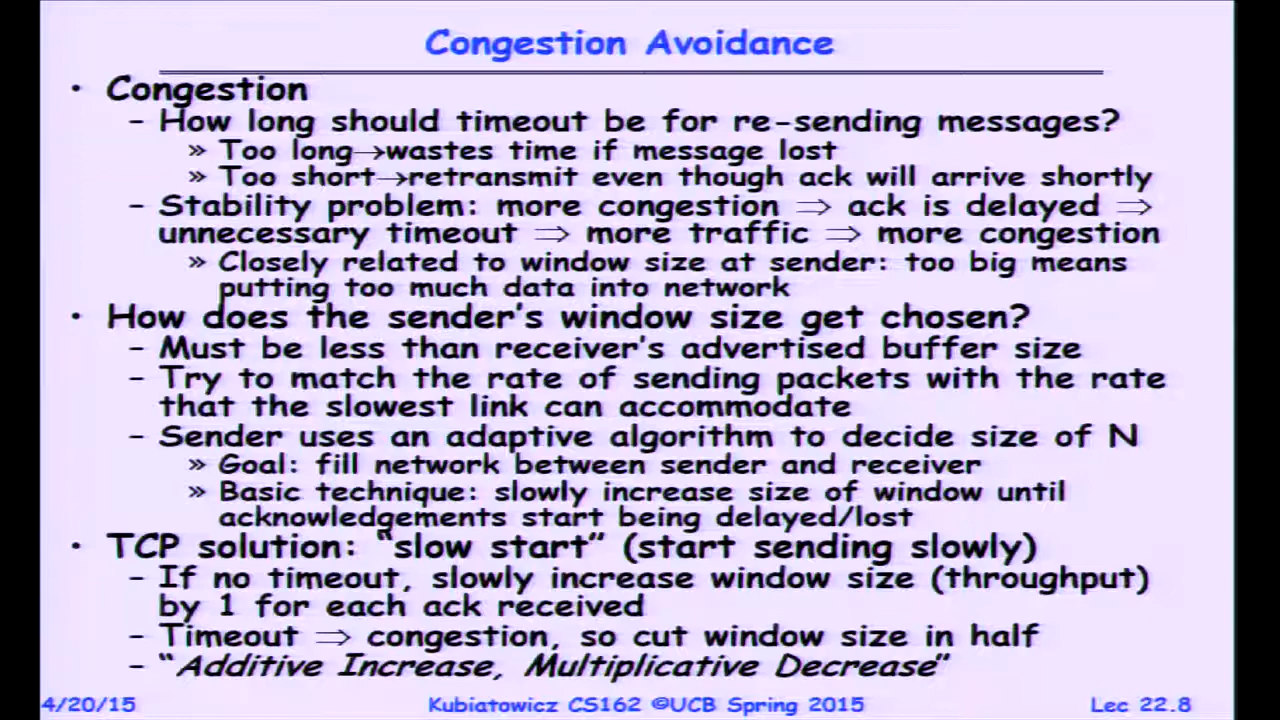 Congestion Avoidance
• Congestion
– How long should timeout be for re-sending messages?
» Too long→wastes time if message lost
» Too short→retransmit even though ack will arrive shortly
– Stability problem: more congestion ⇒ ack is delayed ⇒
unnecessary timeout ⇒ more traffic ⇒ more congestion
» Closely related to window size at sender: too big means
putting too much data into network
• How does the sender's window size get chosen?
– Must be less than receiver's advertised buffer size
– Try to match the rate of sending packets with the rate
that the slowest link can accommodate
– Sender uses an adaptive algorithm to decide size of N
» Goal: fill network between sender and receiver
» Basic technique: slowly increase size of window until
acknowledgements start being delayed/lost
• TCP solution: "slow start" (start sending slowly)
– If no timeout, slowly increase window size (throughput)
by 1 for each ack received
– Timeout ⇒ congestion, so cut window size in half
– "Additive Increase, Multiplicative Decrease"
4/20/15 Kubiatowicz CS162 ©UCB Spring 2015 Lec 22.8